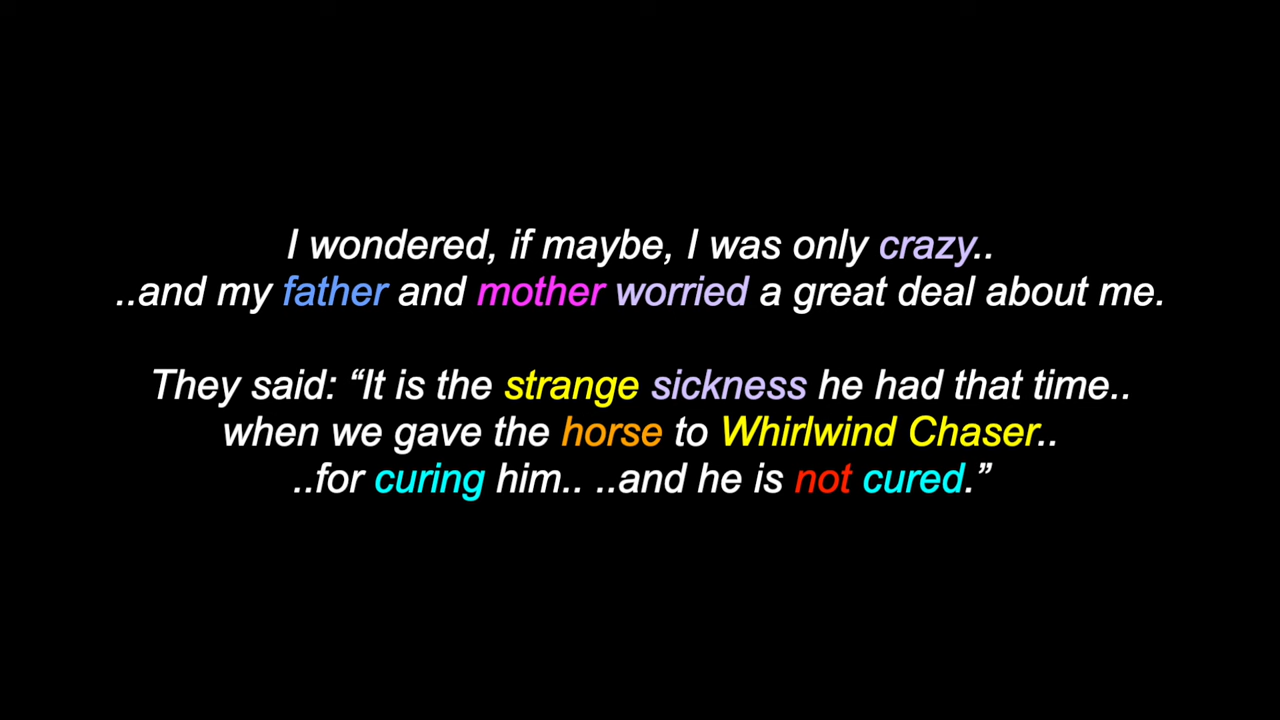 I wondered, if maybe, I was only crazy..
..and my father and mother worried a great deal about me.
They said: “It is the strange sickness he had that time..
when we gave the horse to Whirlwind Chaser..
..for curing him.. ..and he is not cured.”